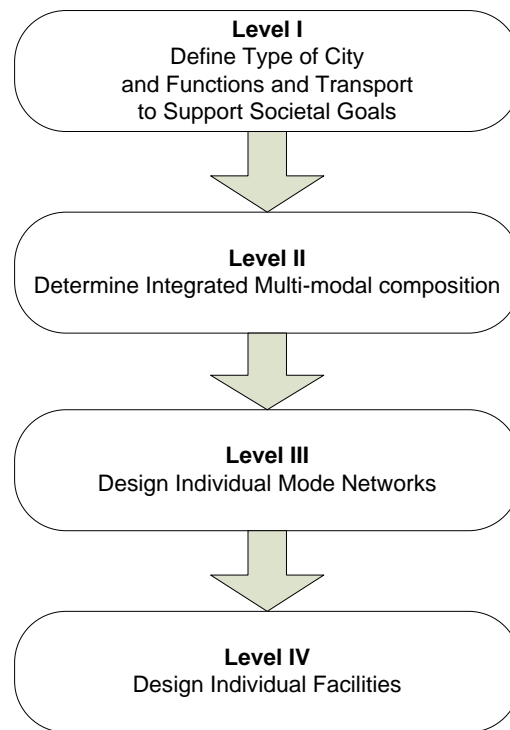 Level I
Define Type of City
and Functions and Transport
to Support Societal Goals
Level II
Determine Integrated Multi-modal composition
Level III
Design Individual Mode Networks
Level IV
Design Individual Facilities